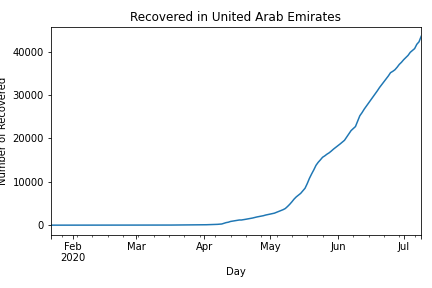 Recovered in United Arab Emirates
Number of Recovered
40000
30000
20000
10000
0
Feb Mar Apr May Jun Jul
2020
Day